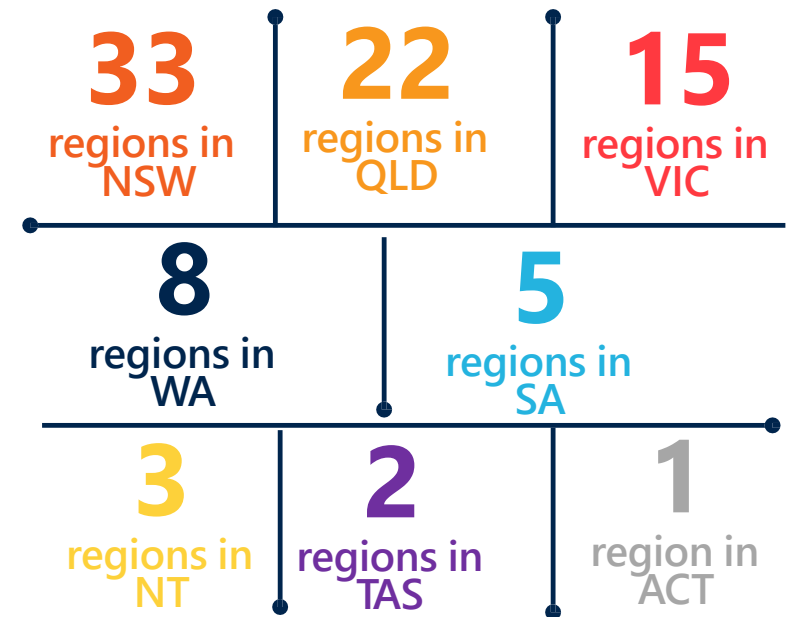 33
regions in
NSW
22
regions in
QLD
15
regions in
VIC
8
regions in
WA
5
regions in
SA
3
regions in
NT
2
regions in
TAS
1
region in
ACT